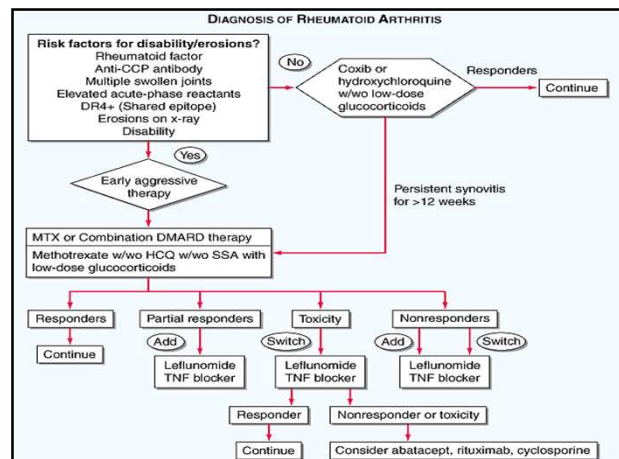 DIAGNOSIS OF RHEUMATOID ARTHRITIS
Risk factors for disability/erosions?
Rheumatoid factor
Anti-CCP antibody
Multiple swollen joints
Elevated acute-phase reactants
DR4+ (Shared epitope)
Erosions on x-ray
Disability
No
Coxib or
hydroxychloroquine
w/wo low-dose
glucocorticoids
Responders
Continue
Yes
Early aggressive
therapy
Persistent synovitis
for >12 weeks
MTX or Combination DMARD therapy
Methotrexate w/wo HCQ w/wo SSA with
low-dose glucocorticoids
Responders
Partial responders
Toxicity
Nonresponders
Continue
Add
Switch
Add
Switch
Leflunomide
TNF blocker
Leflunomide
TNF blocker
Leflunomide
TNF blocker
Responder
Nonresponder or toxicity
Continue
Consider abatacept, rituximab, cyclosporine